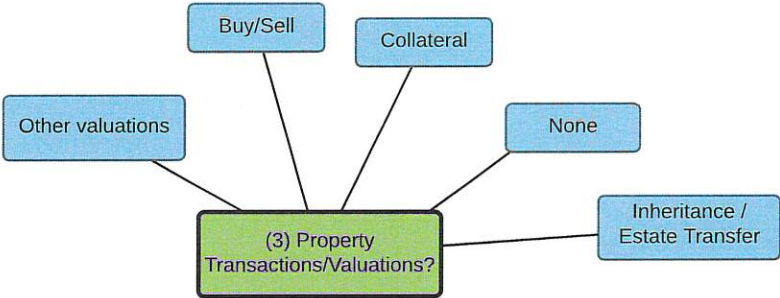 Buy/Sell
Collateral
Other valuations
None
Inheritance /
Estate Transfer
(3) Property
Transactions/Valuations?